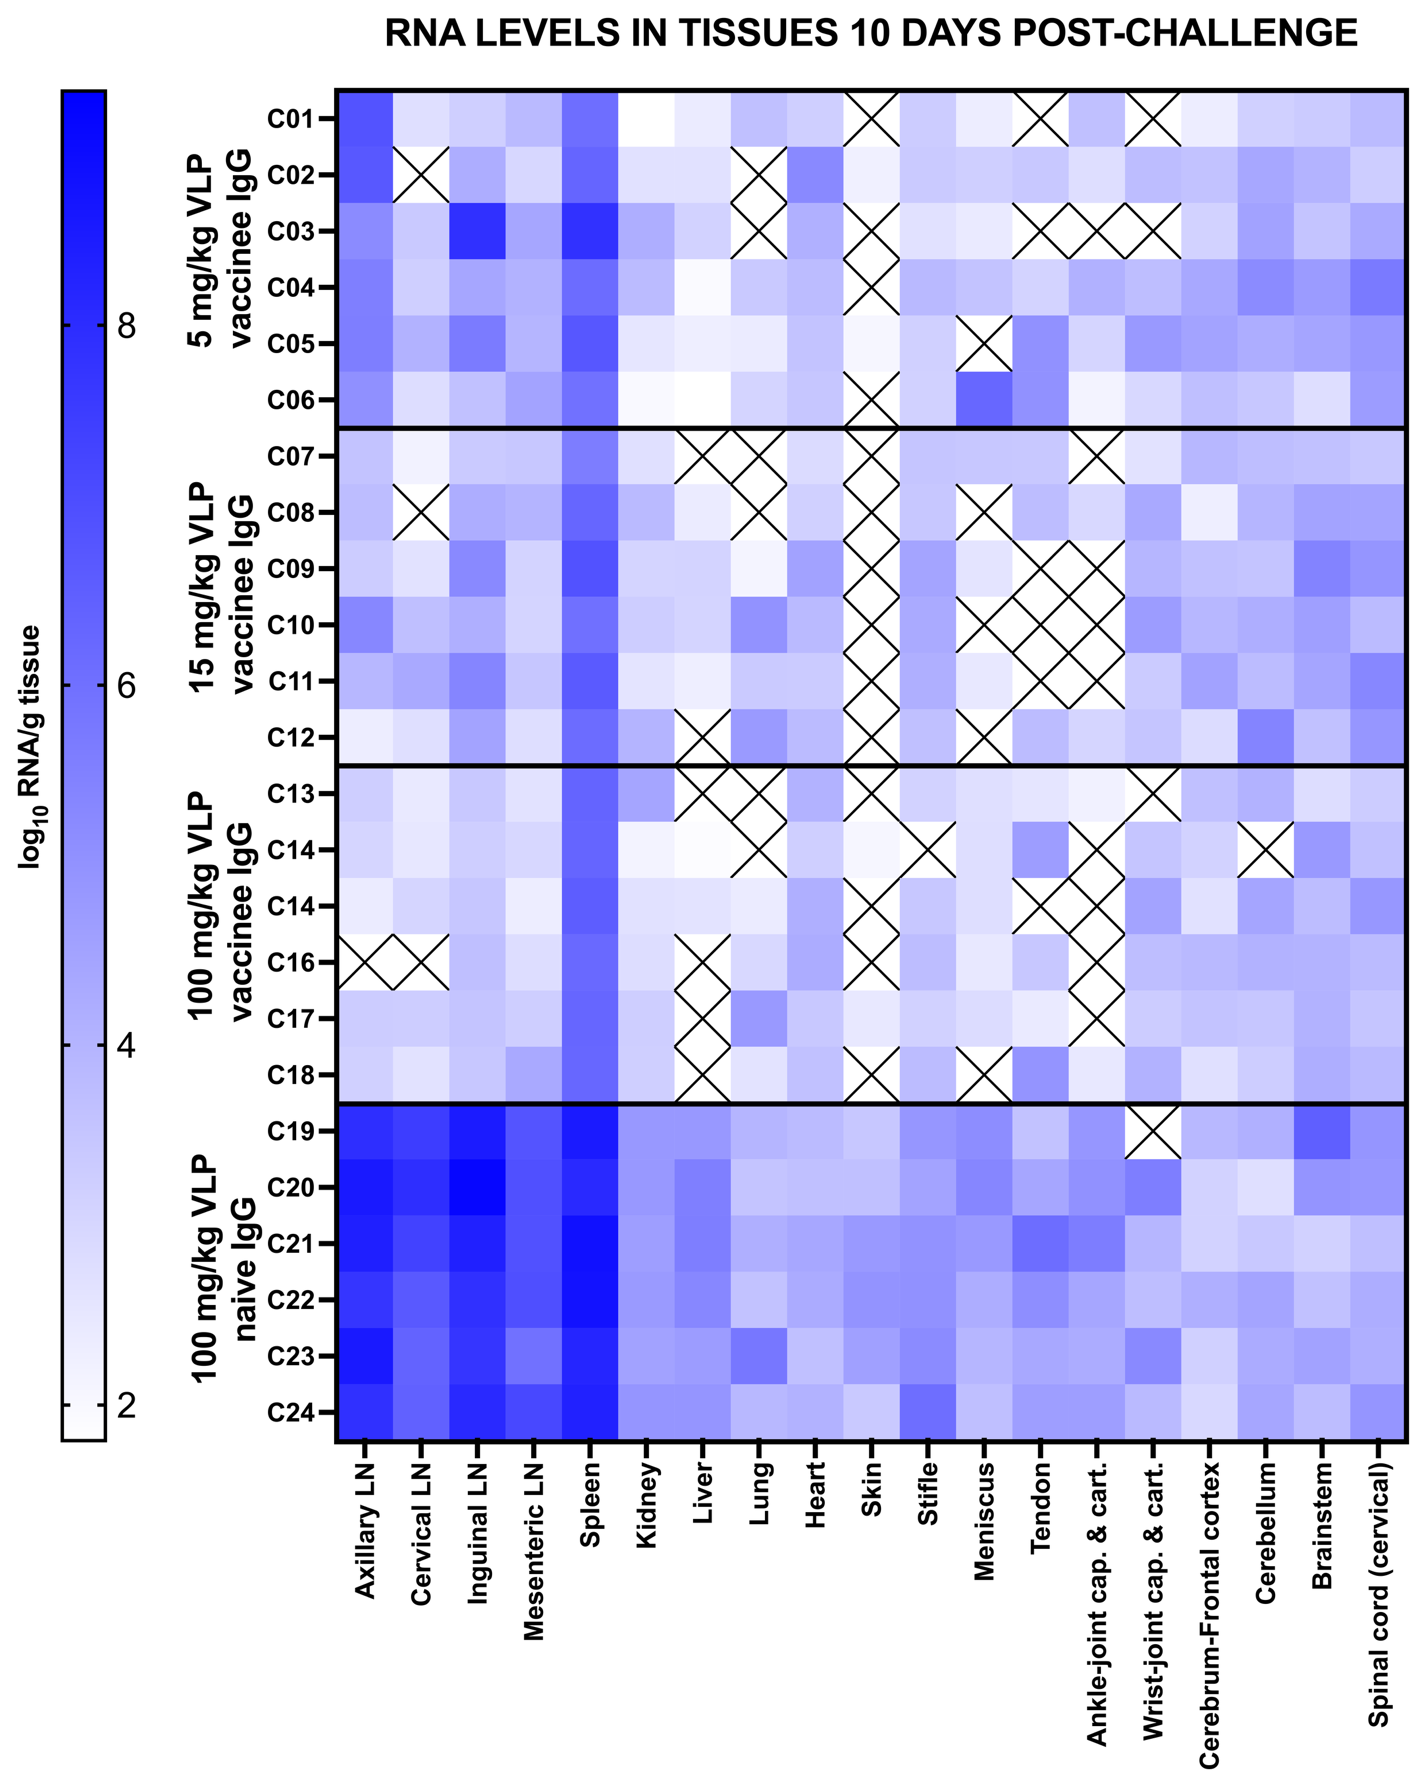 RNA LEVELS IN TISSUES 10 DAYS POST-CHALLENGE
log10 RNA/g tissue
8
6
4
2
5 mg/kg VLP
vaccinee IgG
C01
C02
C03
C04
C05
C06
15 mg/kg VLP
vaccinee IgG
C07
C08
C09
C10
C11
C12
100 mg/kg VLP
vaccinee IgG
C13
C14
C14
C16
C17
C18
100 mg/kg VLP
naive IgG
C19
C20
C21
C22
C23
C24
Axillary LN
Cervical LN
Inguinal LN
Mesenteric LN
Spleen
Kidney
Liver
Lung
Heart
Skin
Stifle
Meniscus
Tendon
Ankle-joint cap. & cart.
Wrist-joint cap. & cart.
Cerebrum-Frontal cortex
Cerebellum
Brainstem
Spinal cord (cervical)